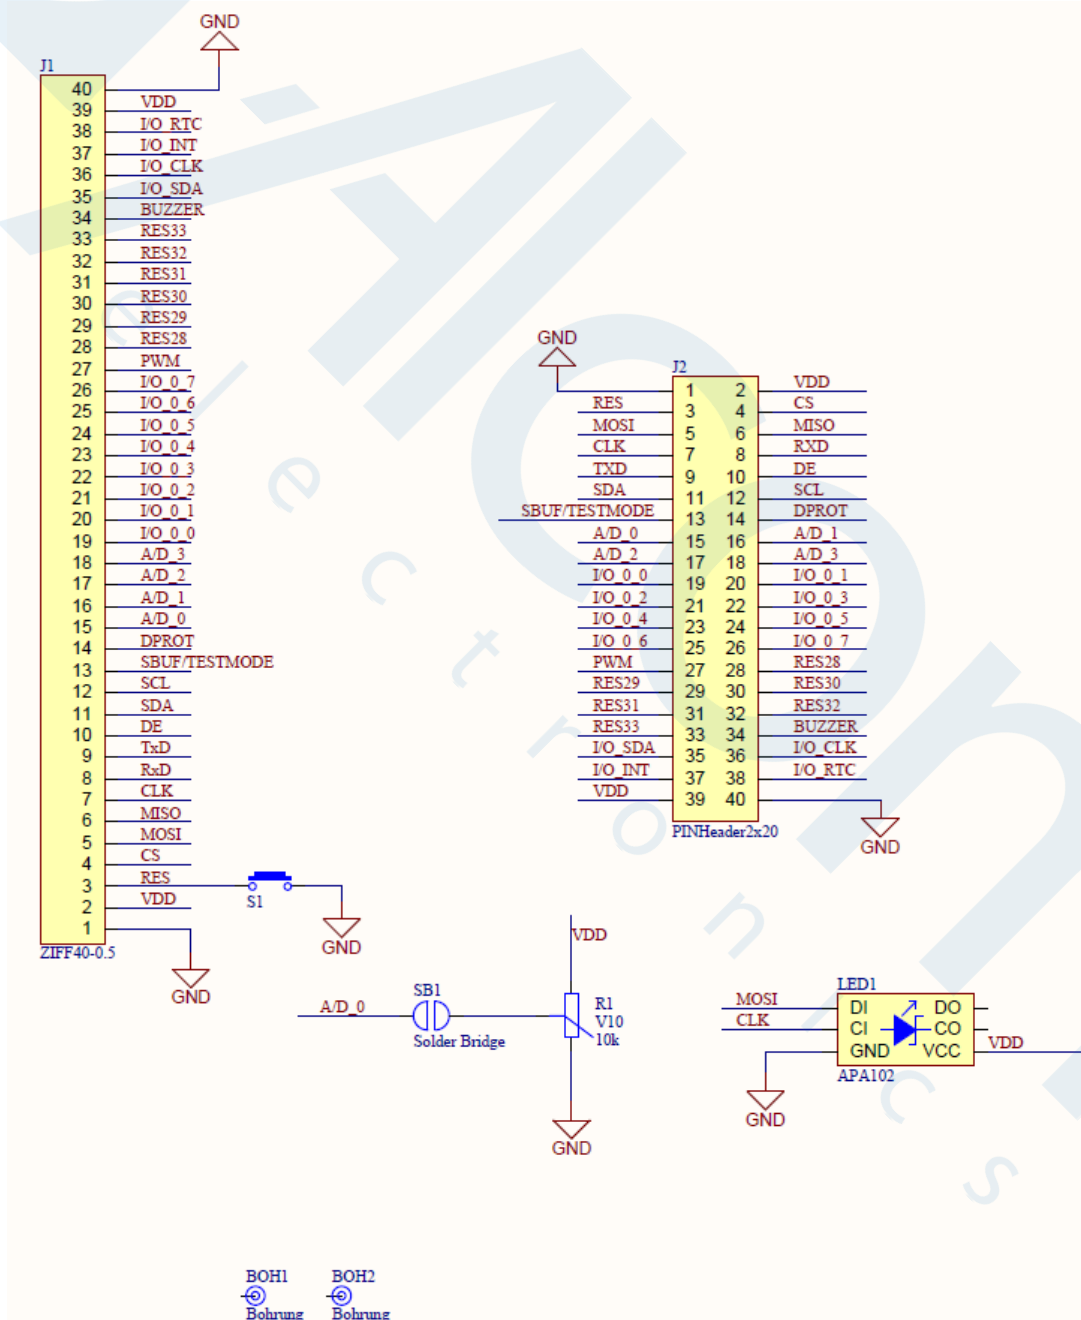 GND
J1
40
39 VDD
38 I/O_RTC
37 I/O_INT
36 I/O_CLK
35 I/O_SDA
34 BUZZER
33 RES33
32 RES32
31 RES31
30 RES30
29 RES29
28 RES28
27 PWM
26 I/O_0_7
25 I/O_0_6
24 I/O_0_5
23 I/O_0_4
22 I/O_0_3
21 I/O_0_2
20 I/O_0_1
19 I/O_0_0
18 A/D_3
17 A/D_2
16 A/D_1
15 A/D_0
14 DPROT
13 SBUF/TESTMODE
12 SCL
11 SDA
10 DE
9 TxD
8 RxD
7 CLK
6 MISO
5 MOSI
4 CS
3 RES
2 VDD
1
ZIFF40-0.5
GND
S1
GND
GND
J2
1 2 VDD
RES 3 4 CS
MOSI 5 6 MISO
CLK 7 8 RXD
TXD 9 10 DE
SDA 11 12 SCL
SBUF/TESTMODE 13 14 DPROT
A/D_0 15 16 A/D_1
A/D_2 17 18 A/D_3
I/O_0_0 19 20 I/O_0_1
I/O_0_2 21 22 I/O_0_3
I/O_0_4 23 24 I/O_0_5
I/O_0_6 25 26 I/O_0_7
PWM 27 28 RES28
RES29 29 30 RES30
RES31 31 32 RES32
RES33 33 34 BUZZER
I/O_SDA 35 36 I/O_CLK
I/O_INT 37 38 I/O_RTC
VDD 39 40
PINHeader2x20
GND
VDD
A/D_0
SB1
Solder Bridge
R1
V10
10k
GND
LED1
MOSI DI DO
CLK CI CO
GND VCC VDD
APA102
GND
BOH1 BOH2
Bohrung Bohrung
electronics